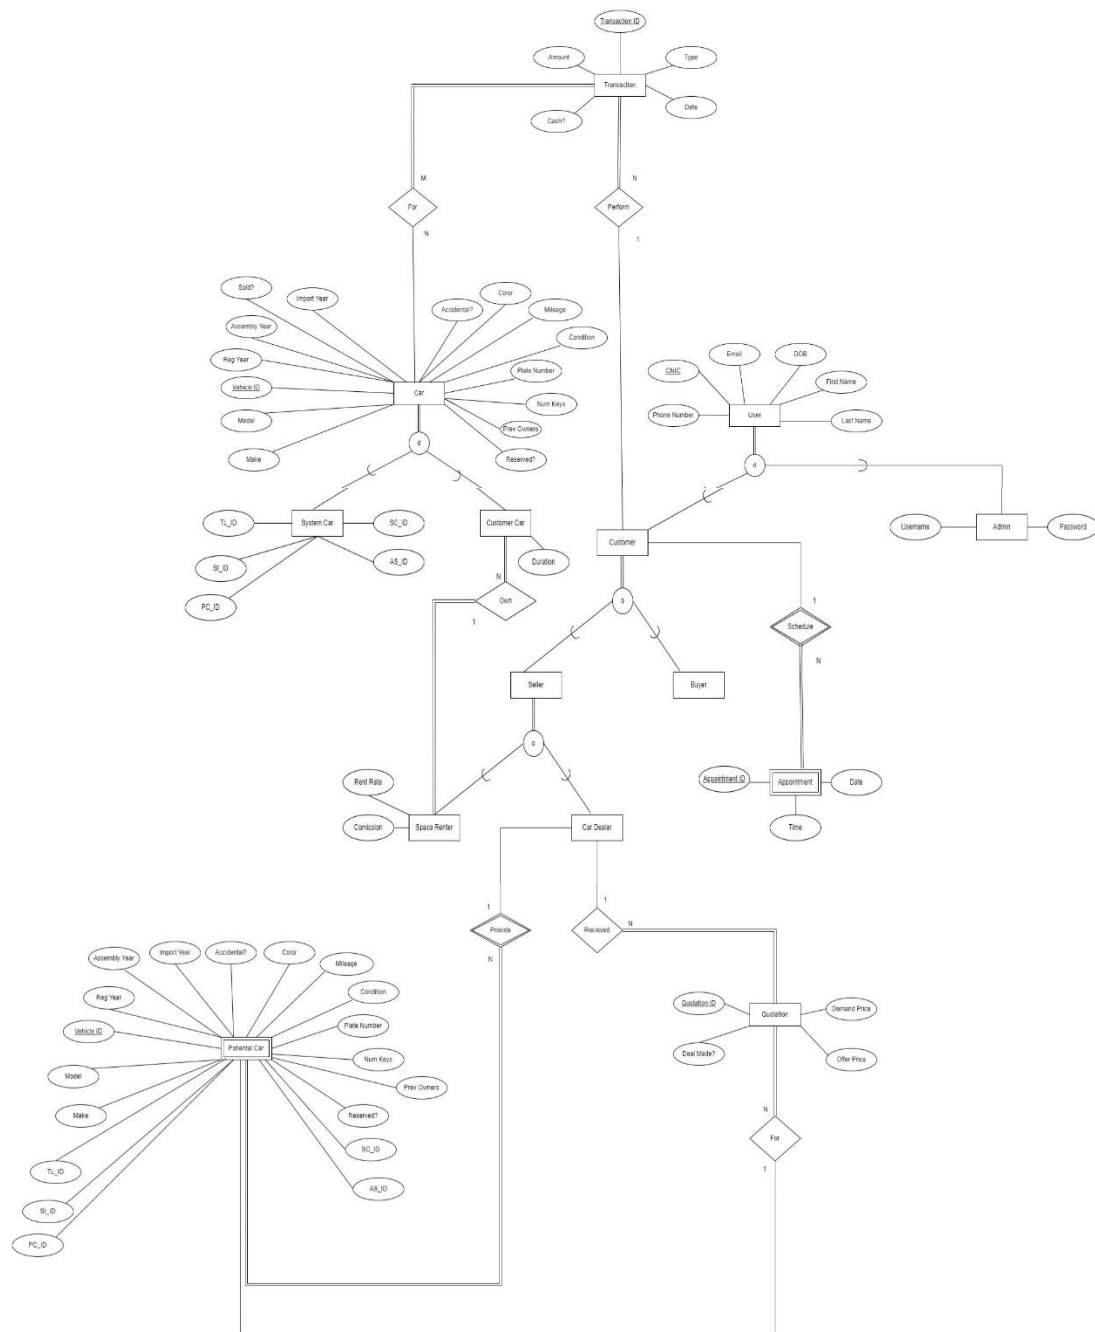 Transaction ID
Amount
Type
Transaction
Cash?
Date
M
N
For
Perform
N
1
Sold?
Import Year
Accidental?
Color
Mileage
Assembly Year
Condition
Reg Year
Plate Number
Vehicle ID
Car
Num Keys
Model
Prev Owners
Make
Reserved?
d
CNIC
Email
DOB
First Name
Phone Number
User
Last Name
d
TL_ID
System Car
SC_ID
SI_ID
AS_ID
PC_ID
Customer Car
Duration
N
Own
1
Customer
Username
Admin
Password
o
1
Schedule
N
Seller
Buyer
o
Appointment ID
Appointment
Date
Time
Rent Rate
Comission
Space Renter
Car Dealer
1
Provide
N
1
Recieved
N
Assembly Year
Import Year
Accidental?
Color
Mileage
Reg Year
Condition
Vehicle ID
Plate Number
Potiental Car
Num Keys
Model
Prev Owners
Make
Reserved?
TL_ID
SC_ID
SI_ID
AS_ID
PC_ID
Quotation ID
Quotation
Demand Price
Deal Made?
Offer Price
N
For
1